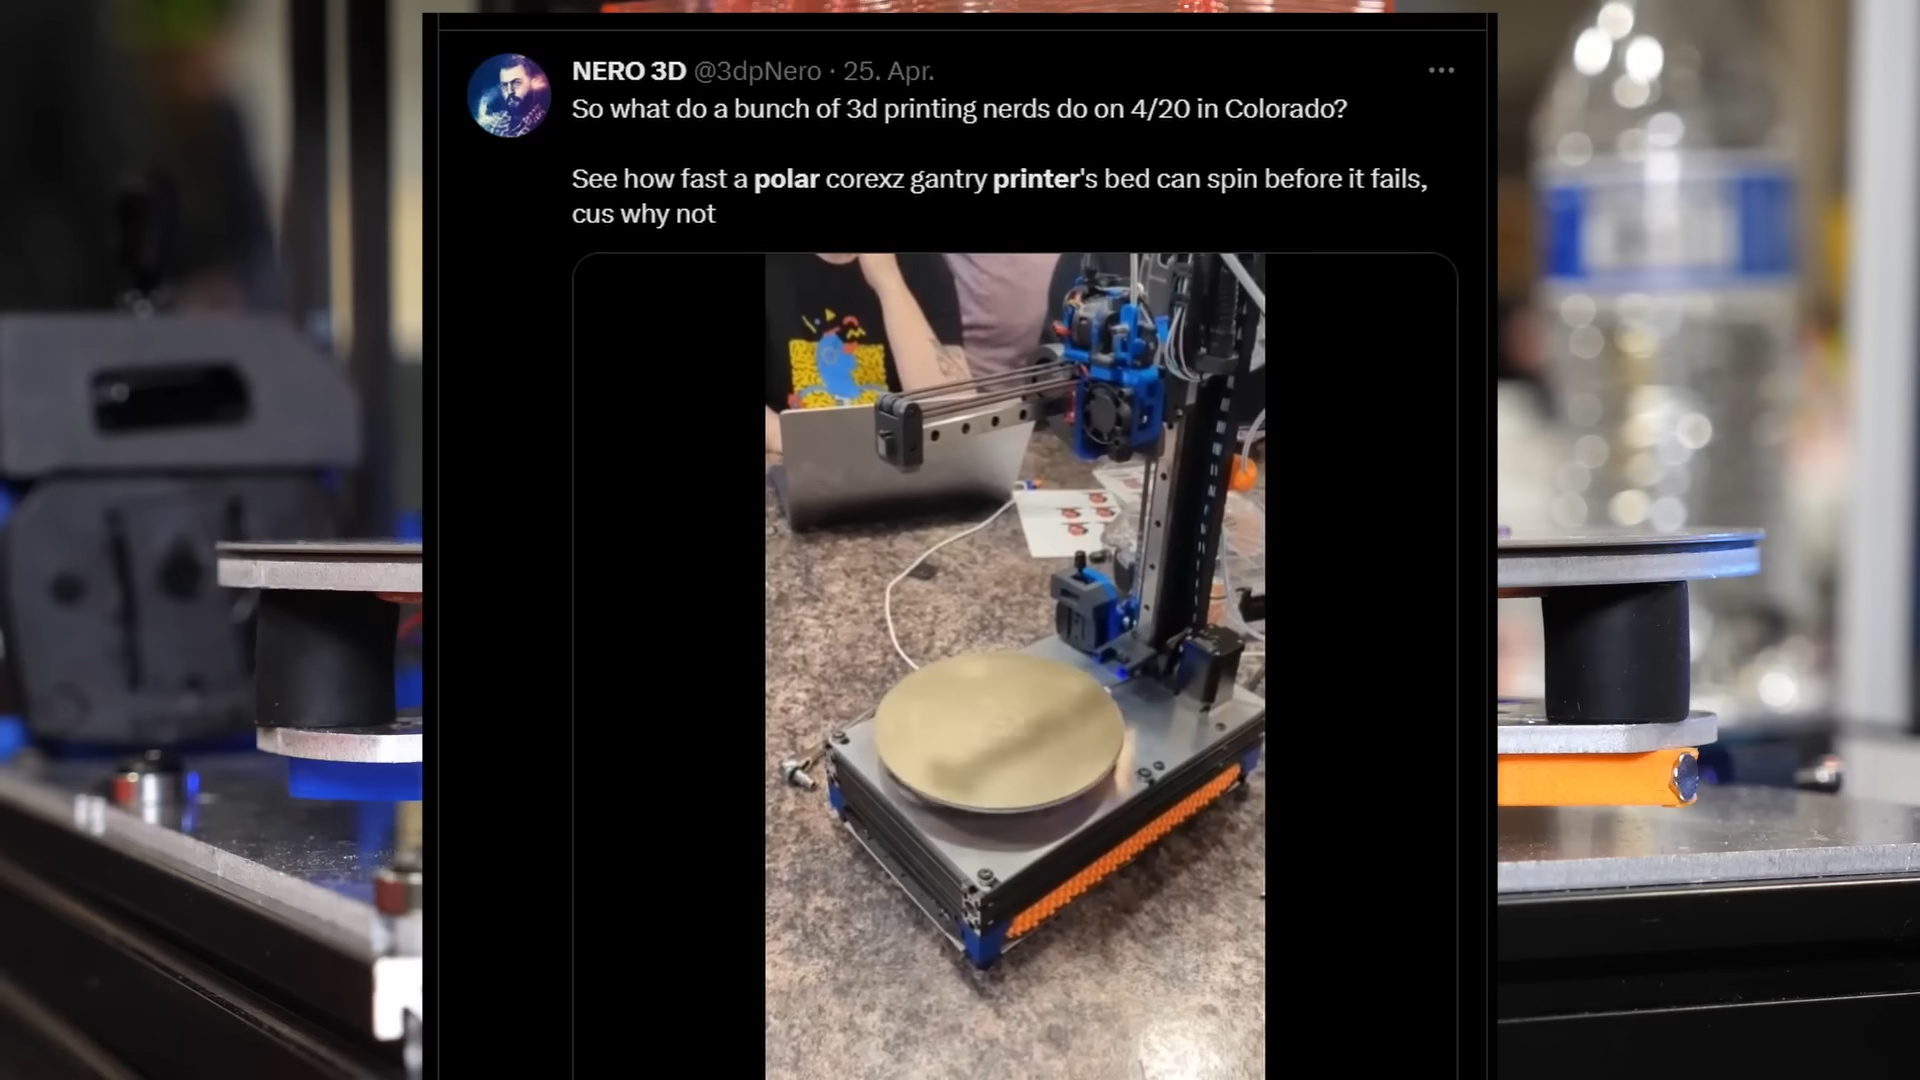 NERO 3D @3dpNero · 25. Apr.
So what do a bunch of 3d printing nerds do on 4/20 in Colorado?
See how fast a polar corexz gantry printer's bed can spin before it fails,
cus why not